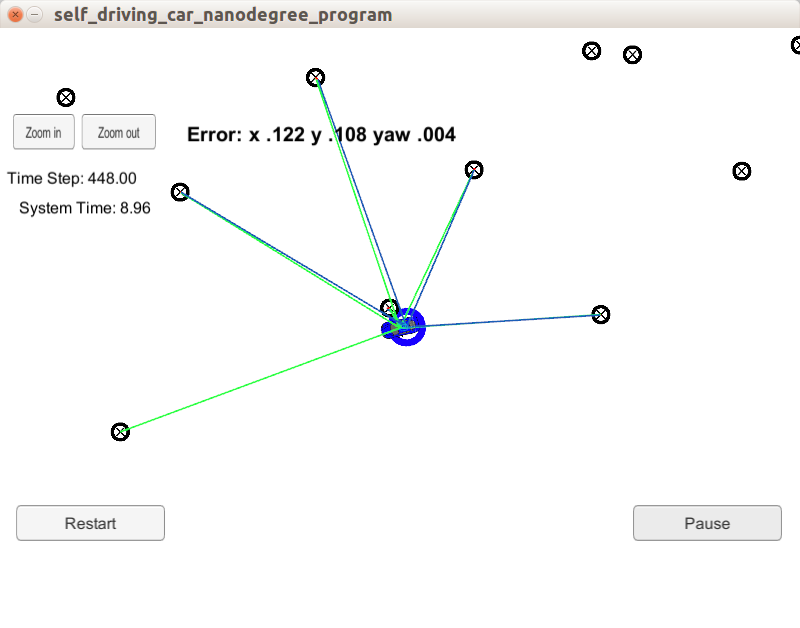 self_driving_car_nanodegree_program
Zoom in
Zoom out
Error: x .122 y .108 yaw .004
Time Step: 448.00
System Time: 8.96
Restart
Pause